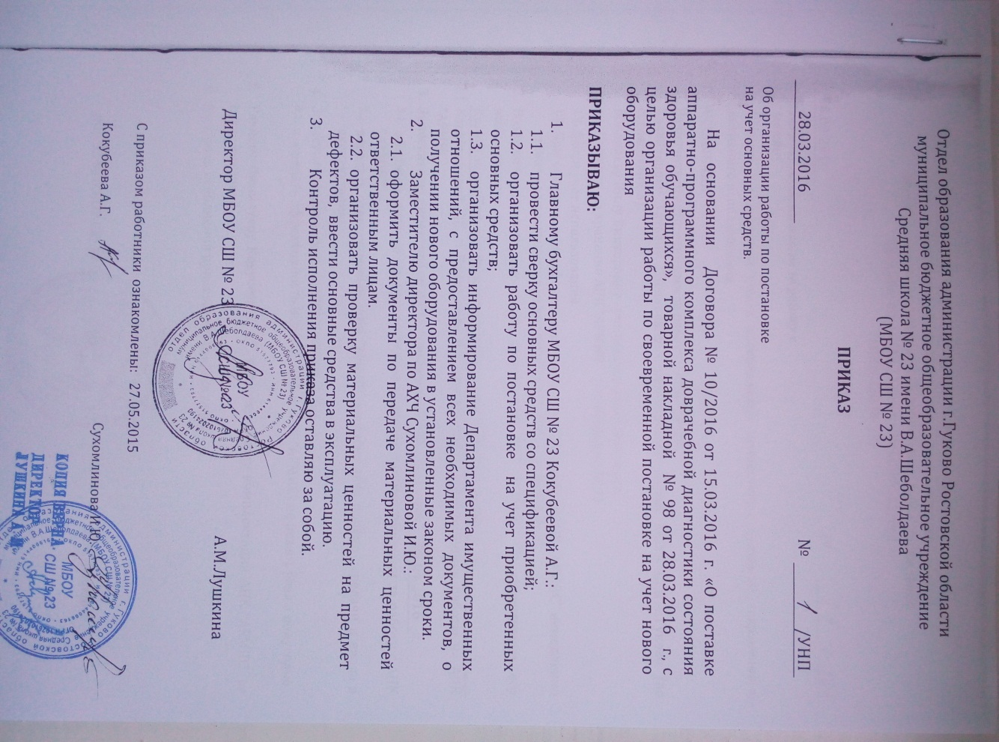 Отдел образования администрации г.Гуково Ростовской области
муниципальное бюджетное общеобразовательное учреждение
Средняя школа № 23 имени В.А.Шеболдаева
(МБОУ СШ № 23)
ПРИКАЗ
28.03.2016 № 1 /УНП
Об организации работы по постановке
на учет основных средств.
На основании Договора № 10/2016 от 15.03.2016 г. «О поставке
аппаратно-программного комплекса доврачебной диагностики состояния
здоровья обучающихся», товарной накладной № 98 от 28.03.2016 г., с
целью организации работы по своевременной постановке на учет нового
оборудования
ПРИКАЗЫВАЮ:
1. Главному бухгалтеру МБОУ СШ № 23 Кокубеевой А.Г.:
1.1. провести сверку основных средств со спецификацией;
1.2. организовать работу по постановке на учет приобретенных
основных средств;
1.3. организовать информирование Департамента имущественных
отношений, с предоставлением всех необходимых документов, о
получении нового оборудования в установленные законом сроки.
2. Заместителю директора по АХЧ Сухомлиновой И.Ю.:
2.1. оформить документы по передаче материальных ценностей
ответственным лицам.
2.2. организовать проверку материальных ценностей на предмет
дефектов, ввести основные средства в эксплуатацию.
3. Контроль исполнения приказа оставляю за собой.
Директор МБОУ СШ № 23 А.М.Лушкина
МБОУ
СШ № 23
С приказом работники ознакомлены: 27.05.2015
Кокубеева А.Г. Сухомлинова И.Ю.
КОПИЯ ВЕРНА
ДИРЕКТОР
ЛУШКИНА А.М.
МБОУ
СШ № 23